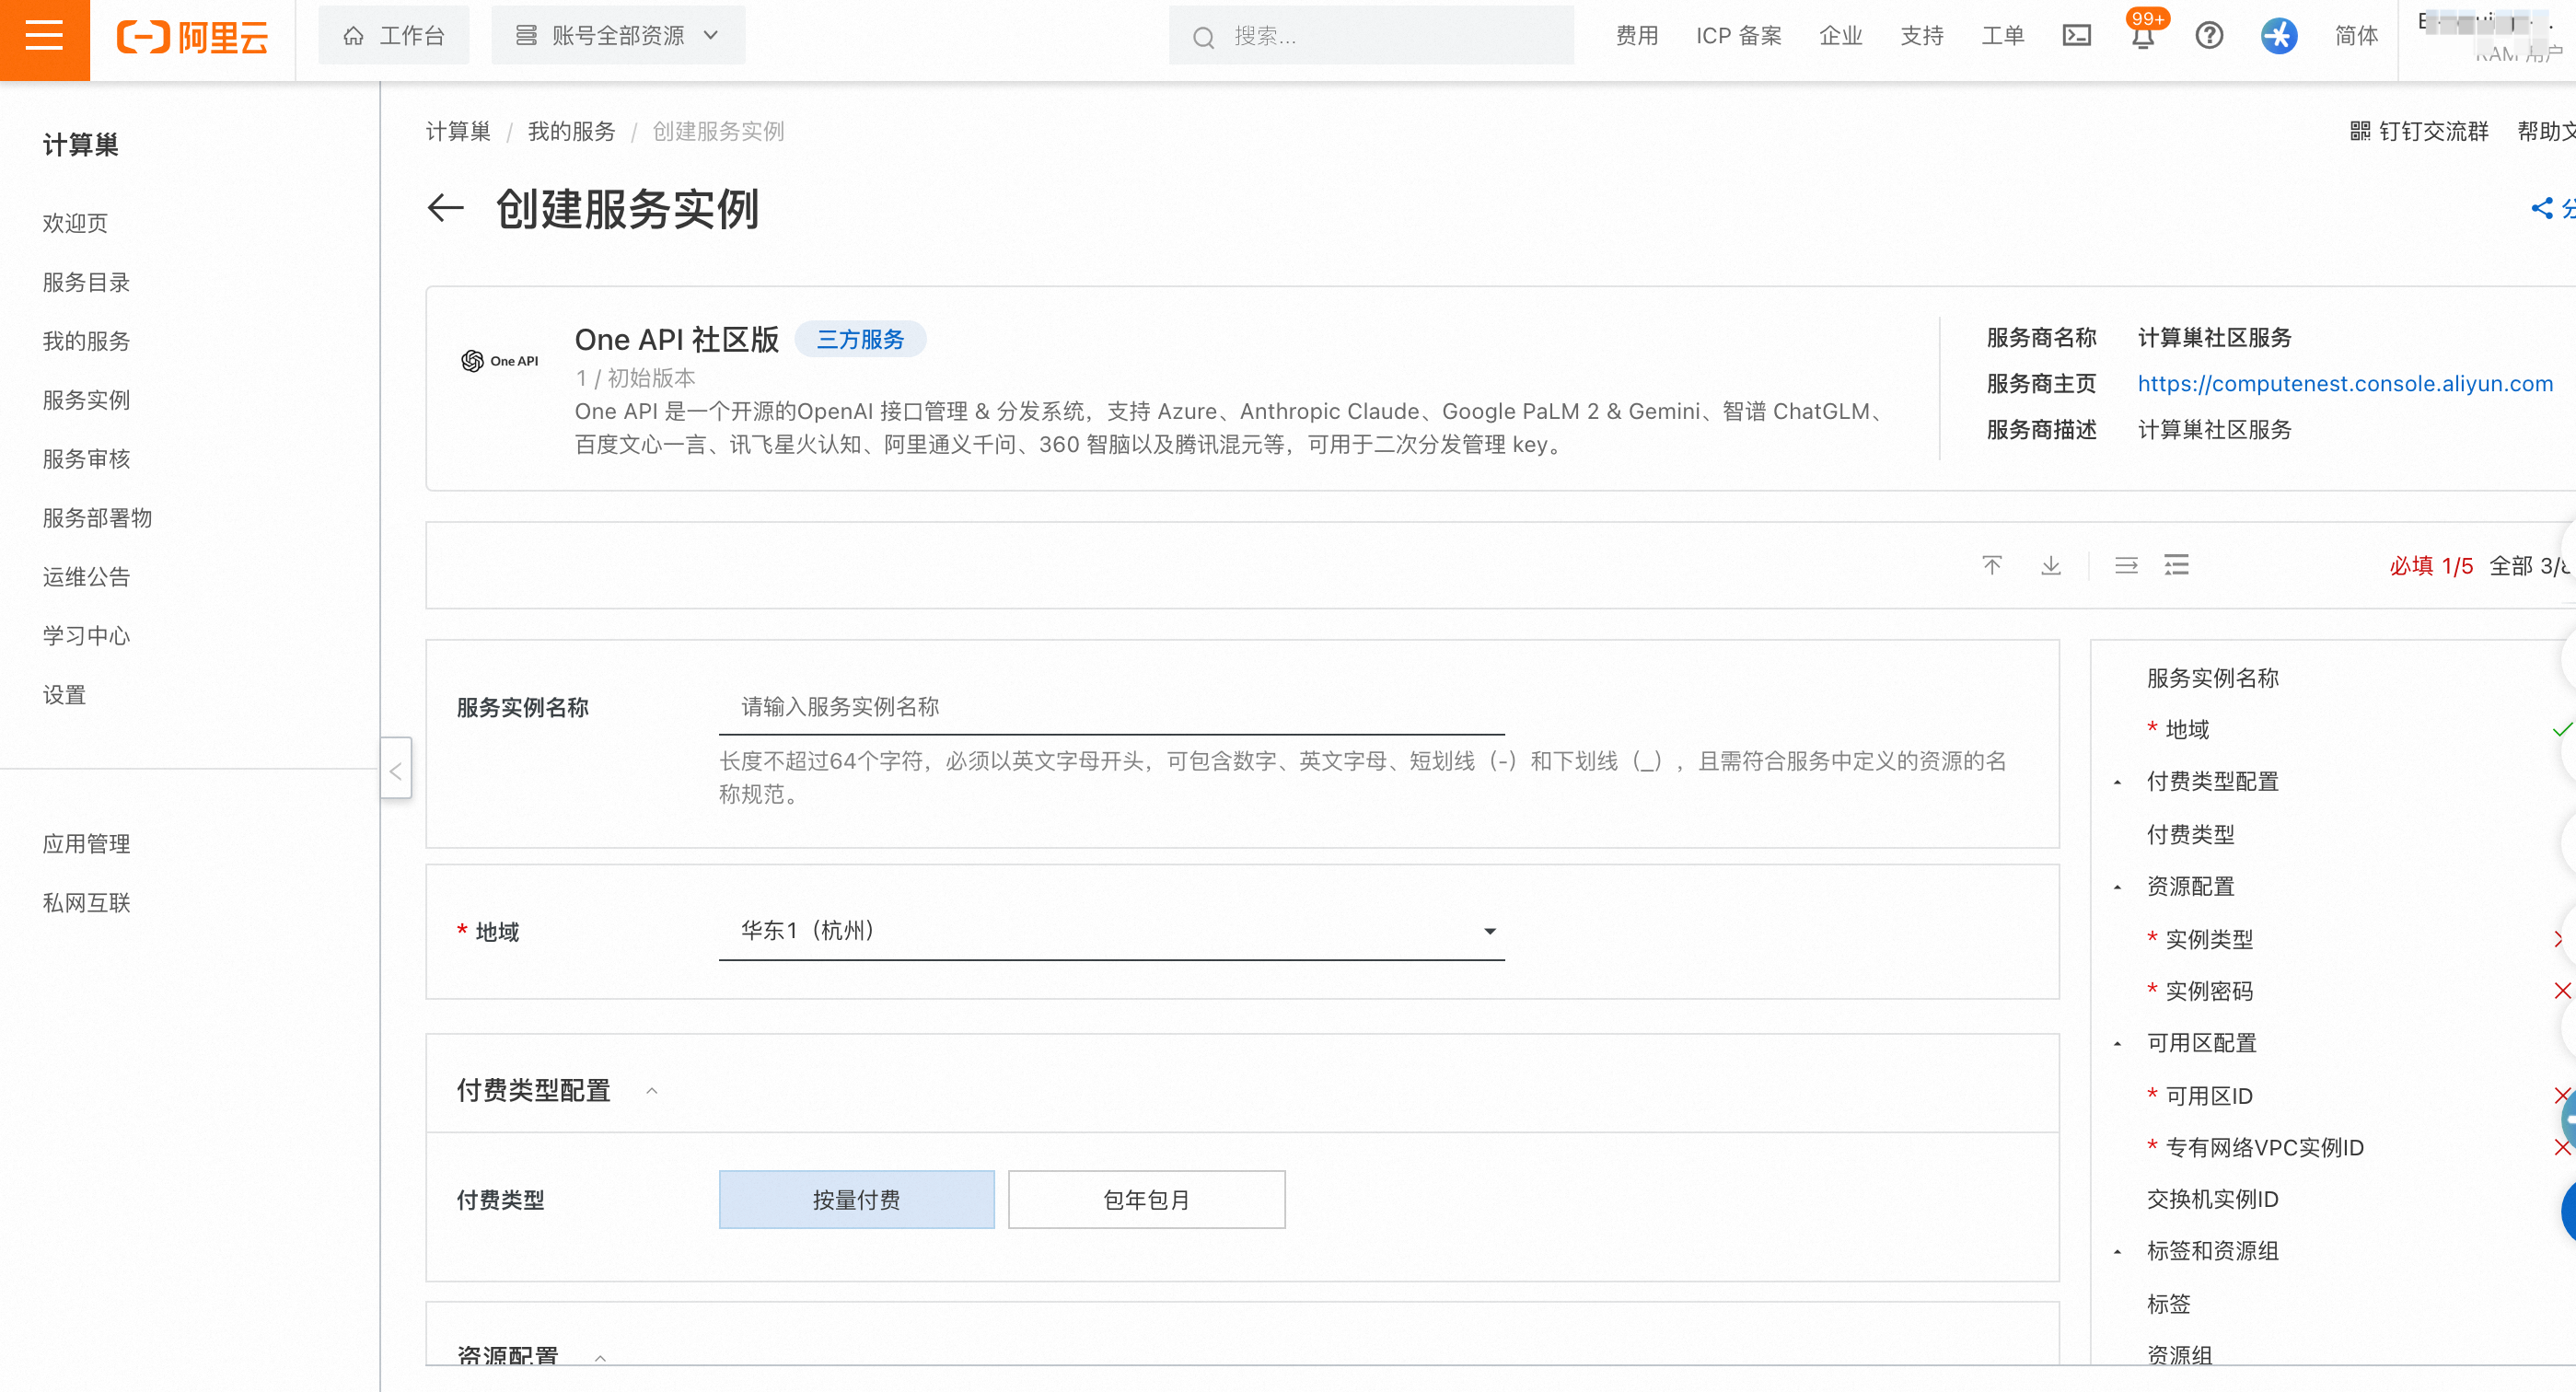 阿里云
工作台
账号全部资源
搜索...
费用
ICP 备案
企业
支持
工单
99+
简体
RAM 用户
计算巢
欢迎页
服务目录
我的服务
服务实例
服务审核
服务部署物
运维公告
学习中心
设置
应用管理
私网互联
计算巢 / 我的服务 / 创建服务实例
钉钉交流群
帮助文
创建服务实例
One API
One API 社区版
三方服务
1 / 初始版本
One API 是一个开源的OpenAI 接口管理 & 分发系统，支持 Azure、Anthropic Claude、Google PaLM 2 & Gemini、智谱 ChatGLM、
百度文心一言、讯飞星火认知、阿里通义千问、360 智脑以及腾讯混元等，可用于二次分发管理 key。
服务商名称 计算巢社区服务
服务商主页 https://computenest.console.aliyun.com
服务商描述 计算巢社区服务
必填 1/5 全部 3/
服务实例名称
请输入服务实例名称
长度不超过64个字符，必须以英文字母开头，可包含数字、英文字母、短划线（-）和下划线（_），且需符合服务中定义的资源的名
称规范。
* 地域
华东1（杭州）
付费类型配置
付费类型
按量付费
包年包月
资源配置
服务实例名称
* 地域
付费类型配置
付费类型
资源配置
* 实例类型
* 实例密码
可用区配置
* 可用区ID
* 专有网络VPC实例ID
交换机实例ID
标签和资源组
标签
资源组